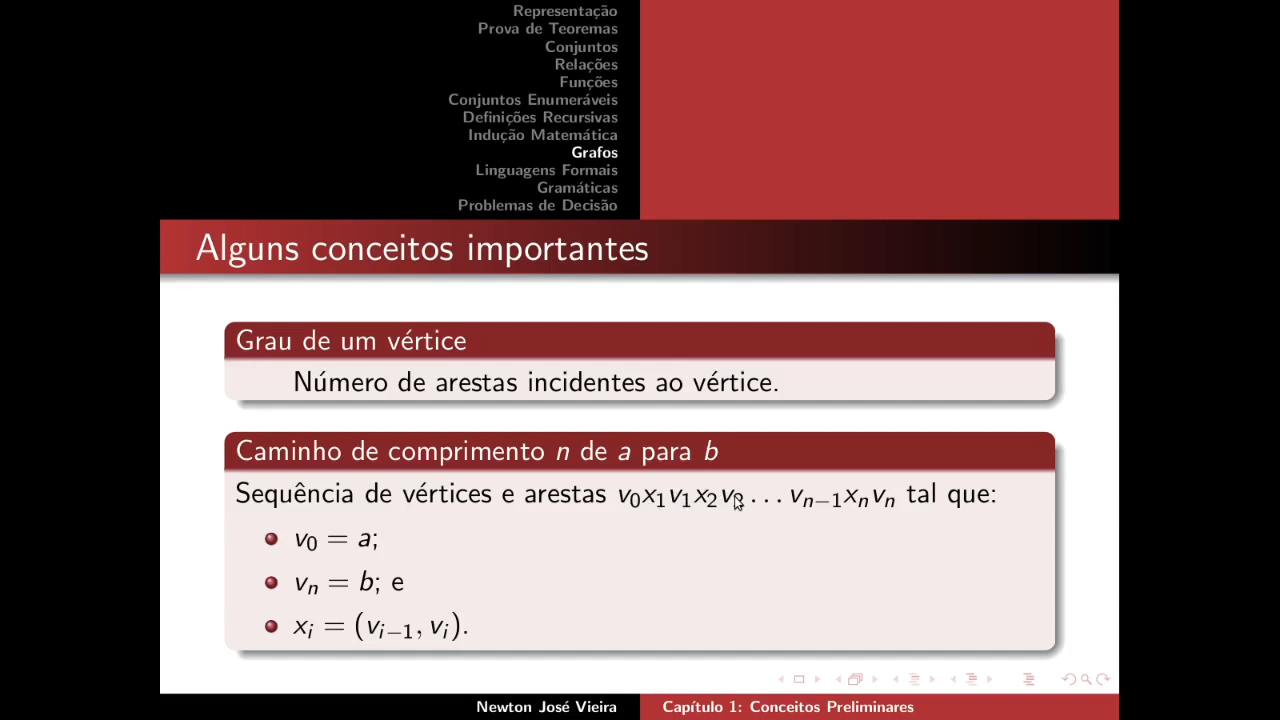 Representação
Prova de Teoremas
Conjuntos
Relações
Funções
Conjuntos Enumeráveis
Definições Recursivas
Indução Matemática
Grafos
Linguagens Formais
Gramáticas
Problemas de Decisão
Alguns conceitos importantes
Grau de um vértice
Número de arestas incidentes ao vértice.
Caminho de comprimento n de a para b
Sequência de vértices e arestas v₀x₁v₁x₂v₂ … vₙ₋₁xₙvₙ tal que:
v₀ = a;
vₙ = b; e
xᵢ = (vᵢ₋₁, vᵢ).
Newton José Vieira
Capítulo 1: Conceitos Preliminares